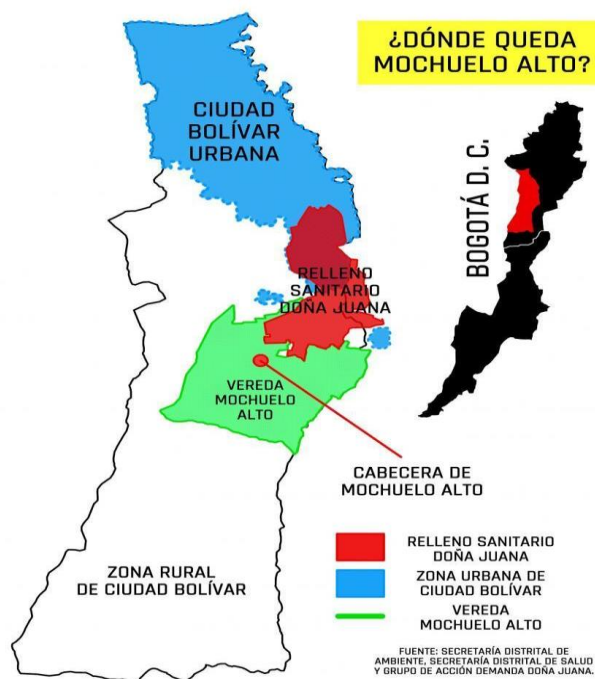 ¿DÓNDE QUEDA
MOCHUELO ALTO?
CIUDAD
BOLÍVAR
URBANA
BOGOTÁ D. C.
RELLENO
SANITARIO
DOÑA JUANA
VEREDA
MOCHUELO
ALTO
CABECERA DE
MOCHUELO ALTO
ZONA RURAL
DE CIUDAD BOLÍVAR
RELLENO SANITARIO
DOÑA JUANA
ZONA URBANA DE
CIUDAD BOLÍVAR
VEREDA
MOCHUELO ALTO
FUENTE: SECRETARÍA DISTRITAL DE
AMBIENTE, SECRETARÍA DISTRITAL DE SALUD
Y GRUPO DE ACCIÓN DEMANDA DOÑA JUANA.